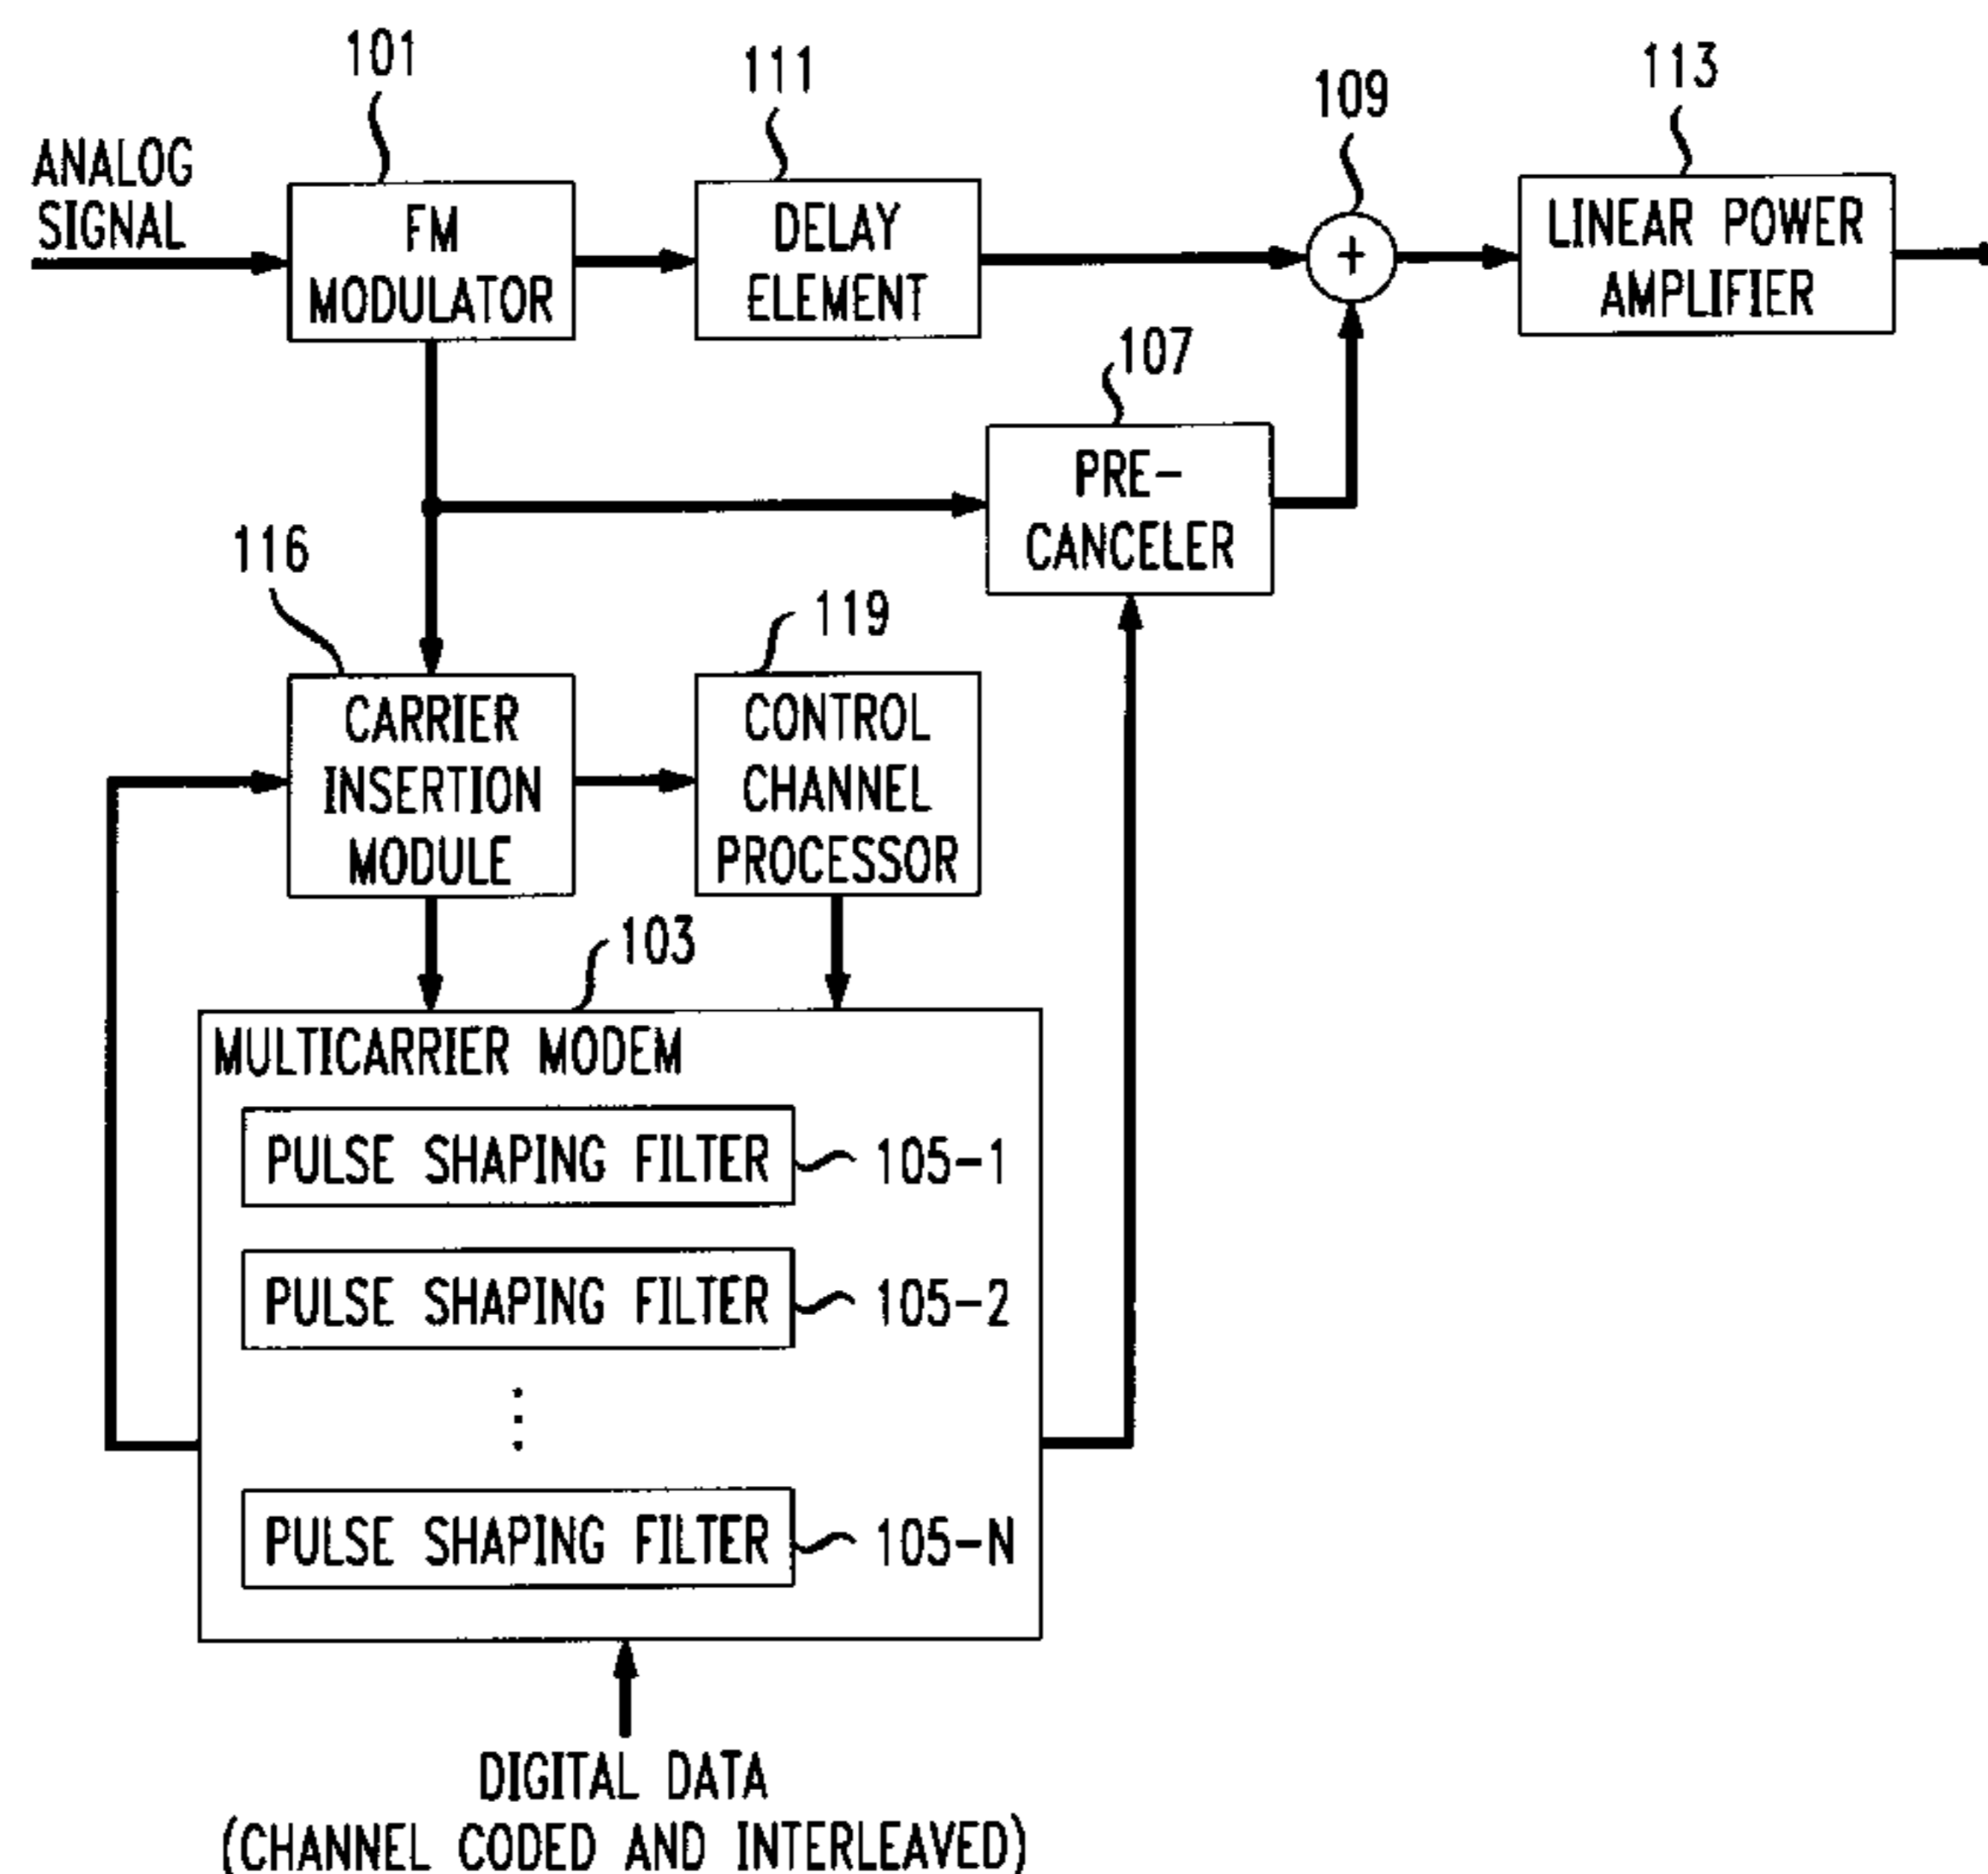 101
111
109
113
ANALOG
SIGNAL
FM
MODULATOR
DELAY
ELEMENT
+
LINEAR POWER
AMPLIFIER
107
PRE-
CANCELER
116
119
CARRIER
INSERTION
MODULE
CONTROL
CHANNEL
PROCESSOR
103
MULTICARRIER MODEM
PULSE SHAPING FILTER 105-1
PULSE SHAPING FILTER 105-2
PULSE SHAPING FILTER 105-N
DIGITAL DATA
(CHANNEL CODED AND INTERLEAVED)